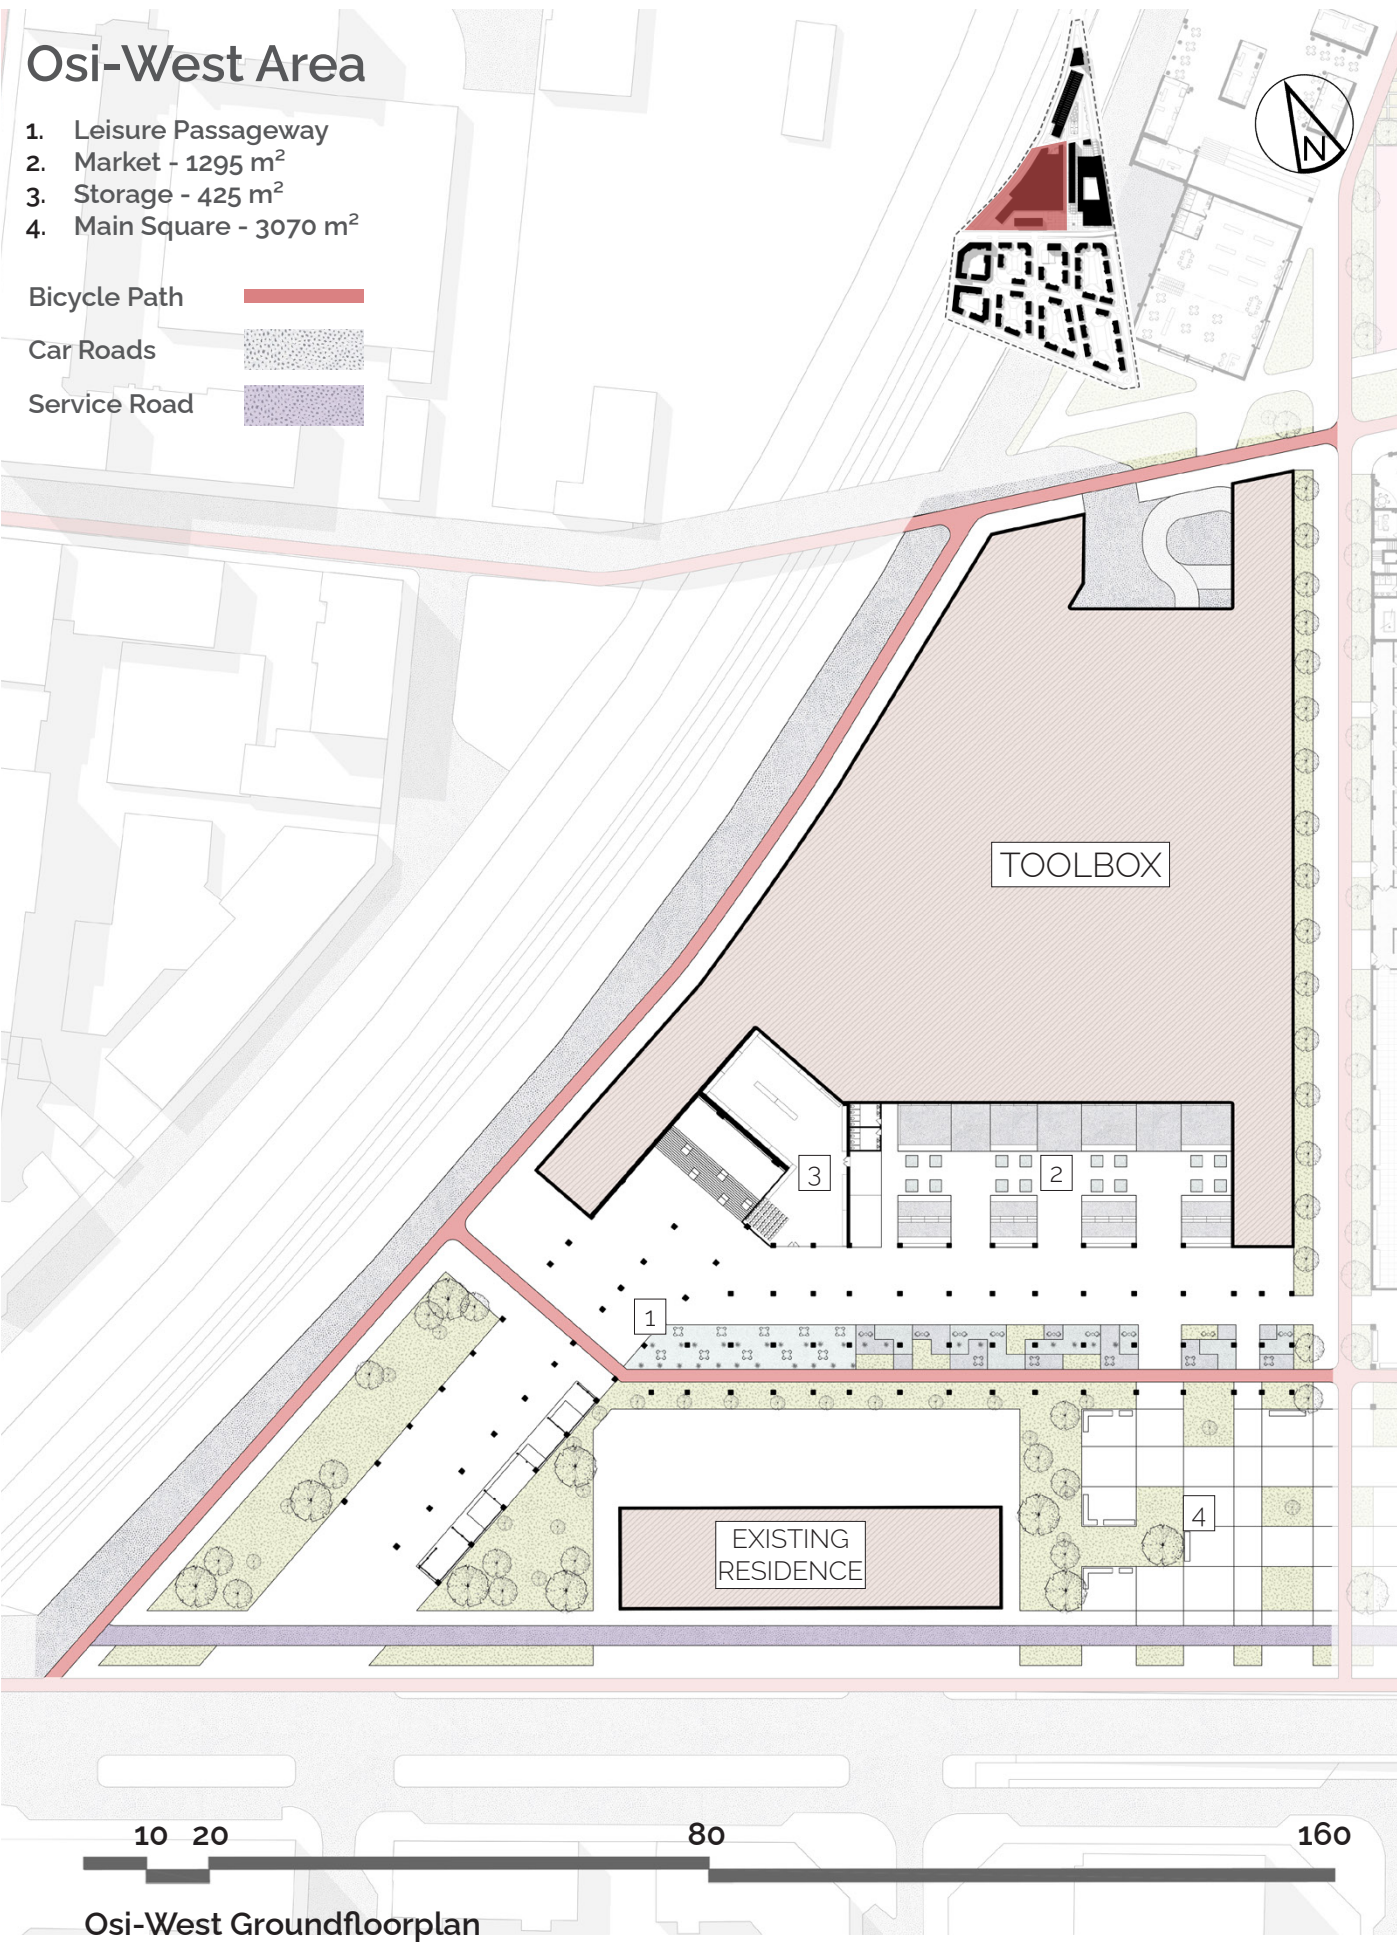 Osi-West Area
1. Leisure Passageway
2. Market - 1295 m²
3. Storage - 425 m²
4. Main Square - 3070 m²
Bicycle Path
Car Roads
Service Road
N
TOOLBOX
3
2
1
4
EXISTING
RESIDENCE
10 20 80 160
Osi-West Groundfloorplan